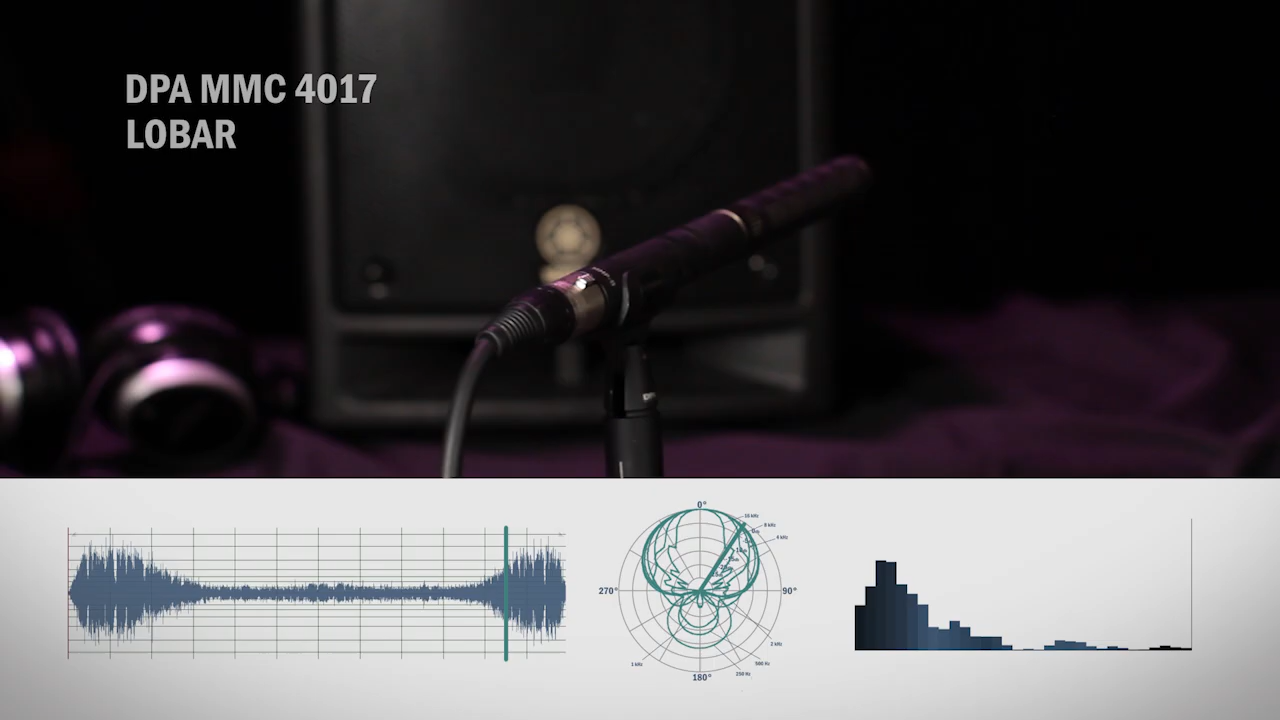 DPA MMC 4017
LOBAR
0°
16 kHz
8 kHz
4 kHz
270°
90°
2 kHz
1 kHz
500 Hz
250 Hz
180°